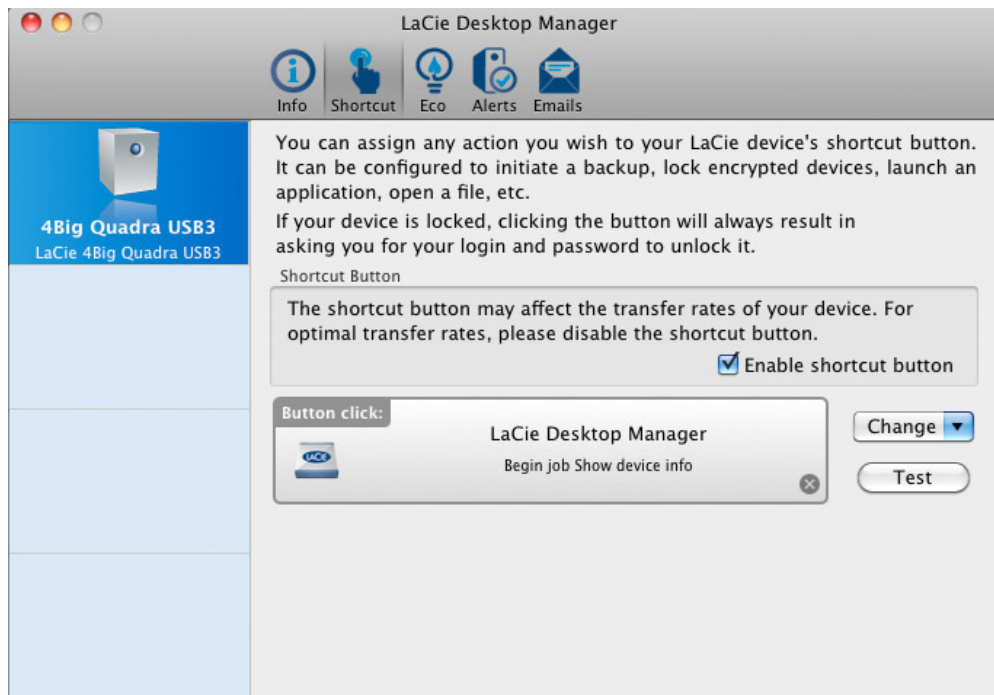 LaCie Desktop Manager
Info Shortcut Eco Alerts Emails
4Big Quadra USB3
LaCie 4Big Quadra USB3
You can assign any action you wish to your LaCie device's shortcut button.
It can be configured to initiate a backup, lock encrypted devices, launch an
application, open a file, etc.
If your device is locked, clicking the button will always result in
asking you for your login and password to unlock it.
Shortcut Button
The shortcut button may affect the transfer rates of your device. For
optimal transfer rates, please disable the shortcut button.
Enable shortcut button
Button click:
LaCie
LaCie Desktop Manager
Begin job Show device info
Change
Test